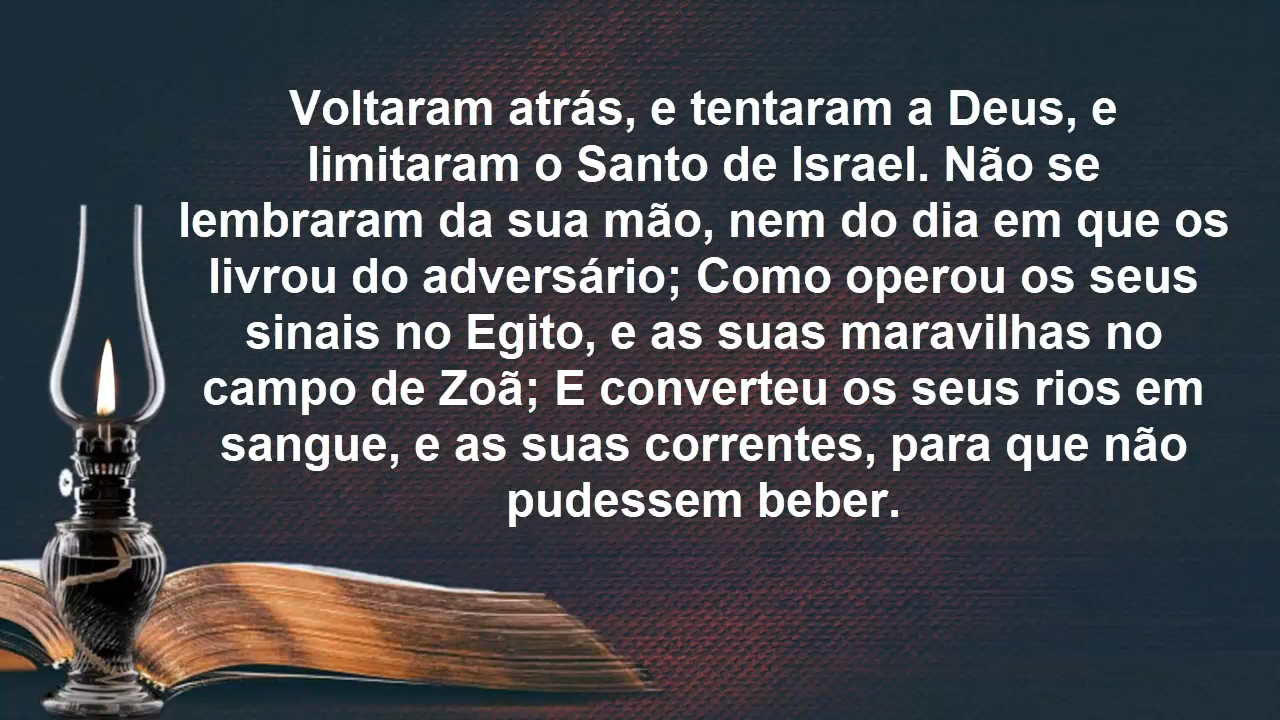 Voltaram atrás, e tentaram a Deus, e
limitaram o Santo de Israel. Não se
lembraram da sua mão, nem do dia em que os
livrou do adversário; Como operou os seus
sinais no Egito, e as suas maravilhas no
campo de Zoã; E converteu os seus rios em
sangue, e as suas correntes, para que não
pudessem beber.